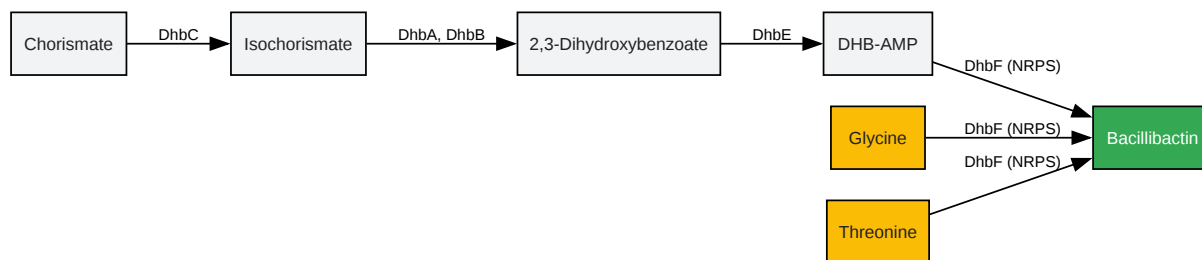 Chorismate
DhbC
Isochorismate
DhbA, DhbB
2,3-Dihydroxybenzoate
DhbE
DHB-AMP
DhbF (NRPS)
Glycine
DhbF (NRPS)
Bacillibactin
DhbF (NRPS)
Threonine